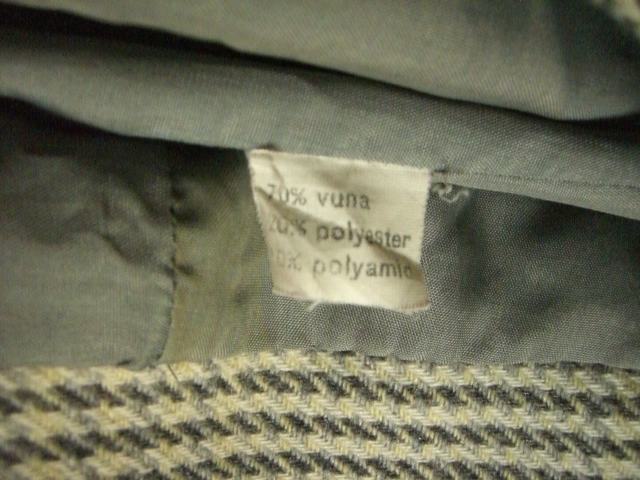 70% vuna
20% polyester
10% polyamid